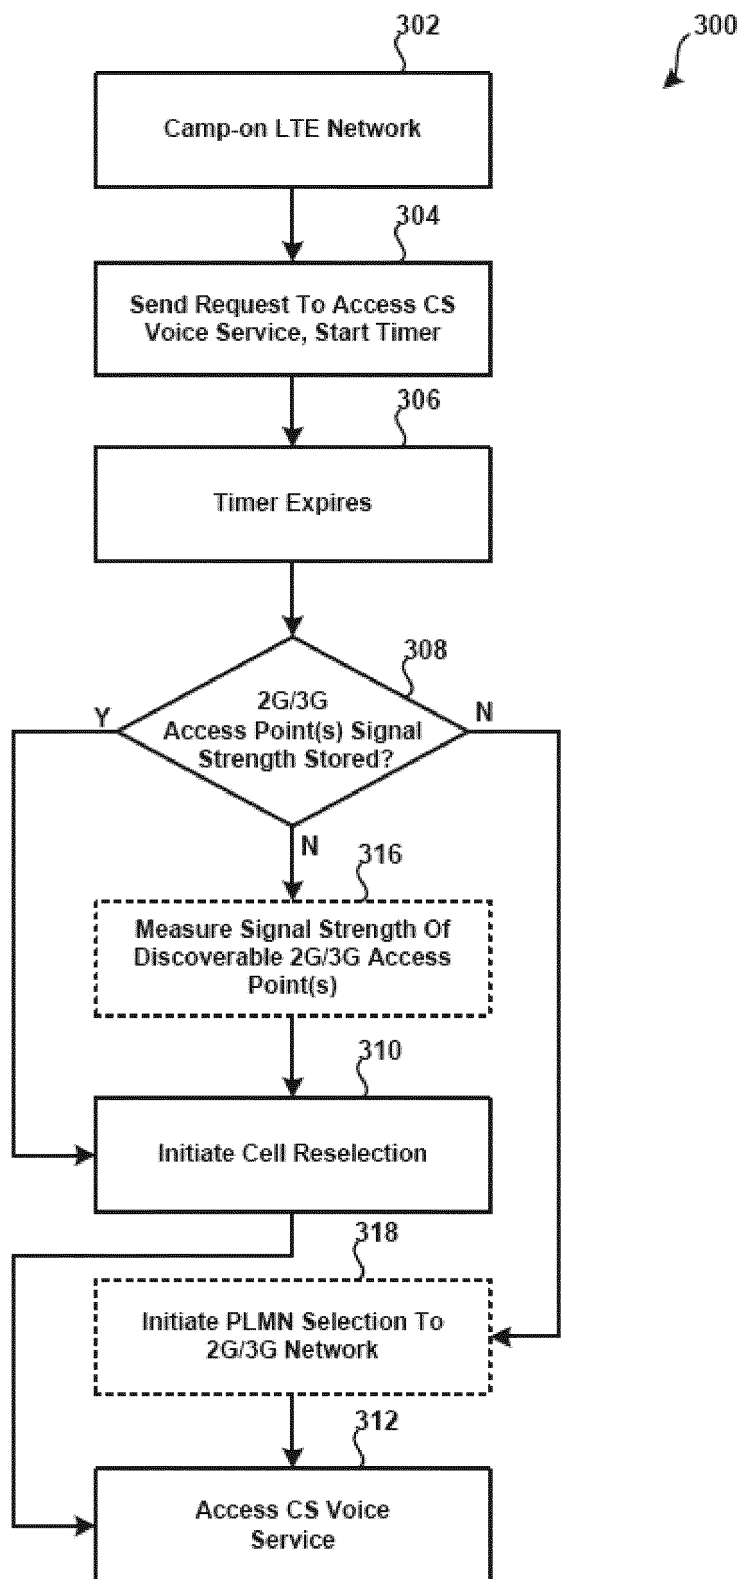 302
300
Camp-on LTE Network
304
Send Request To Access CS
Voice Service, Start Timer
306
Timer Expires
308
2G/3G
Access Point(s) Signal
Strength Stored?
Y
N
N
316
Measure Signal Strength Of
Discoverable 2G/3G Access
Point(s)
310
Initiate Cell Reselection
318
Initiate PLMN Selection To
2G/3G Network
312
Access CS Voice
Service